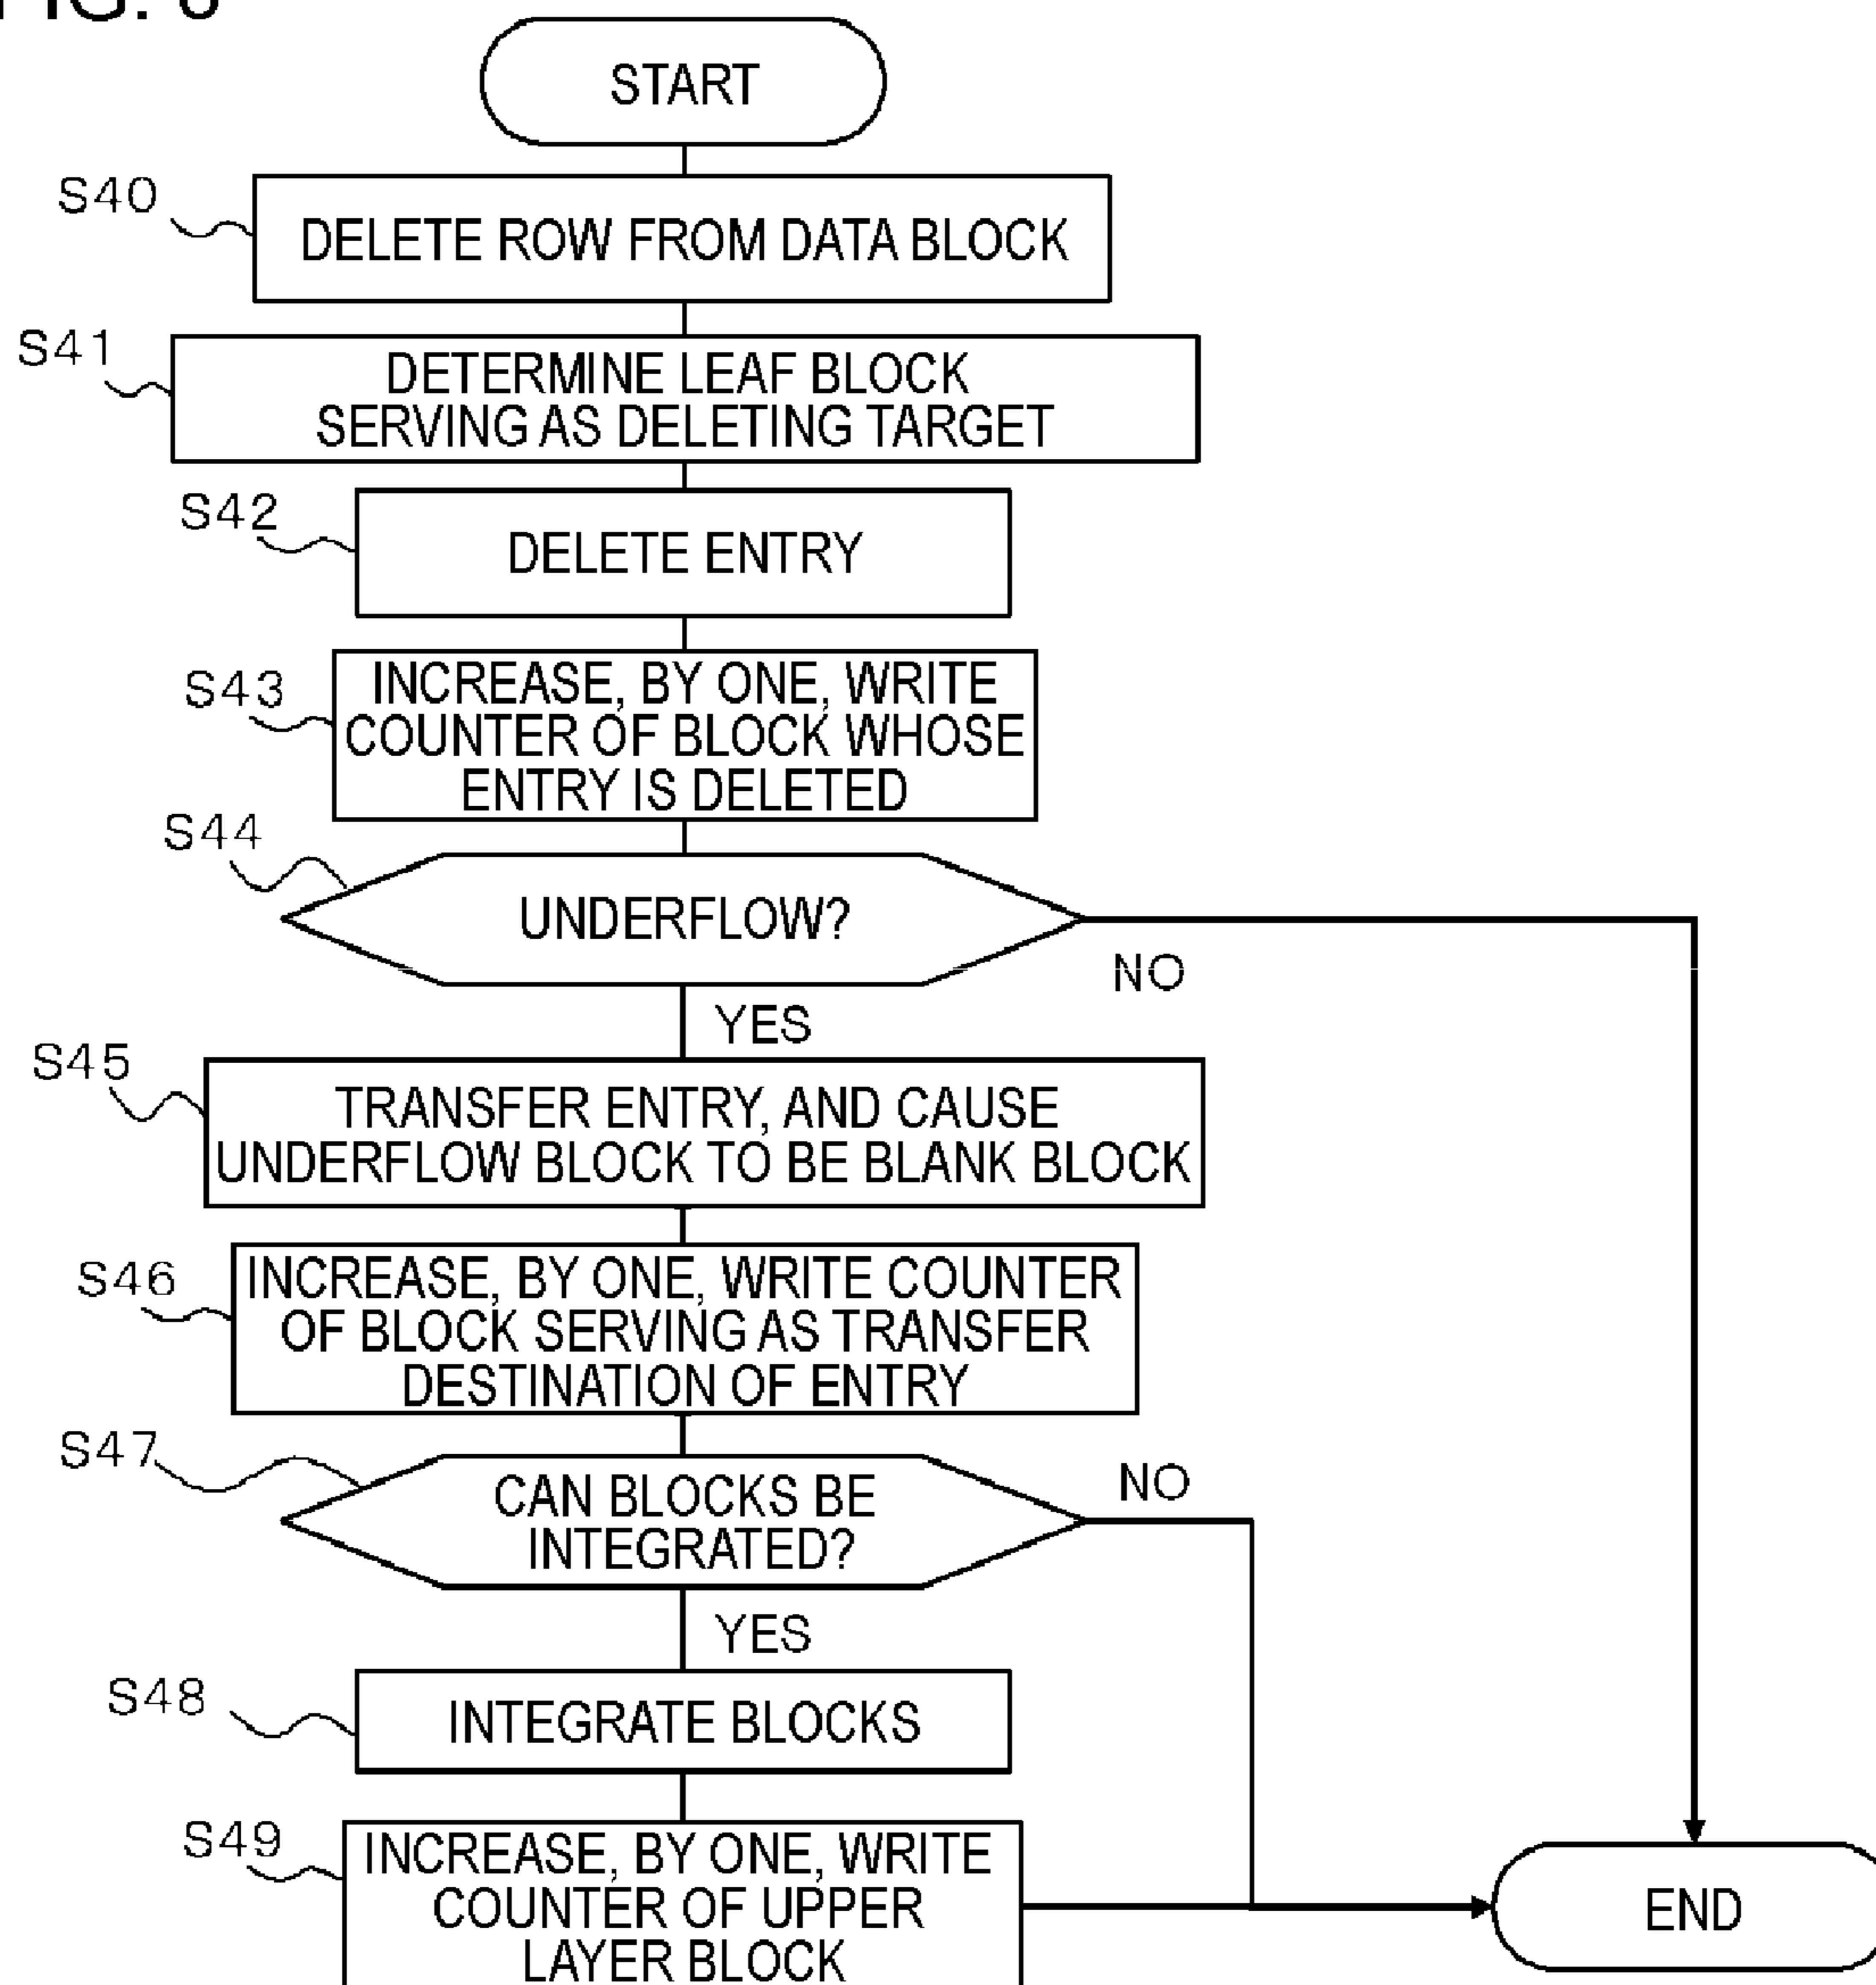 FIG.
START
S40
DELETE ROW FROM DATA BLOCK
S41
DETERMINE LEAF BLOCK
SERVING AS DELETING TARGET
S42
DELETE ENTRY
S43
INCREASE, BY ONE, WRITE
COUNTER OF BLOCK WHOSE
ENTRY IS DELETED
S44
UNDERFLOW?
NO
YES
S45
TRANSFER ENTRY, AND CAUSE
UNDERFLOW BLOCK TO BE BLANK BLOCK
S46
INCREASE, BY ONE, WRITE COUNTER
OF BLOCK SERVING AS TRANSFER
DESTINATION OF ENTRY
S47
CAN BLOCKS BE
INTEGRATED?
NO
YES
S48
INTEGRATE BLOCKS
S49
INCREASE, BY ONE, WRITE
COUNTER OF UPPER
LAYER BLOCK
END